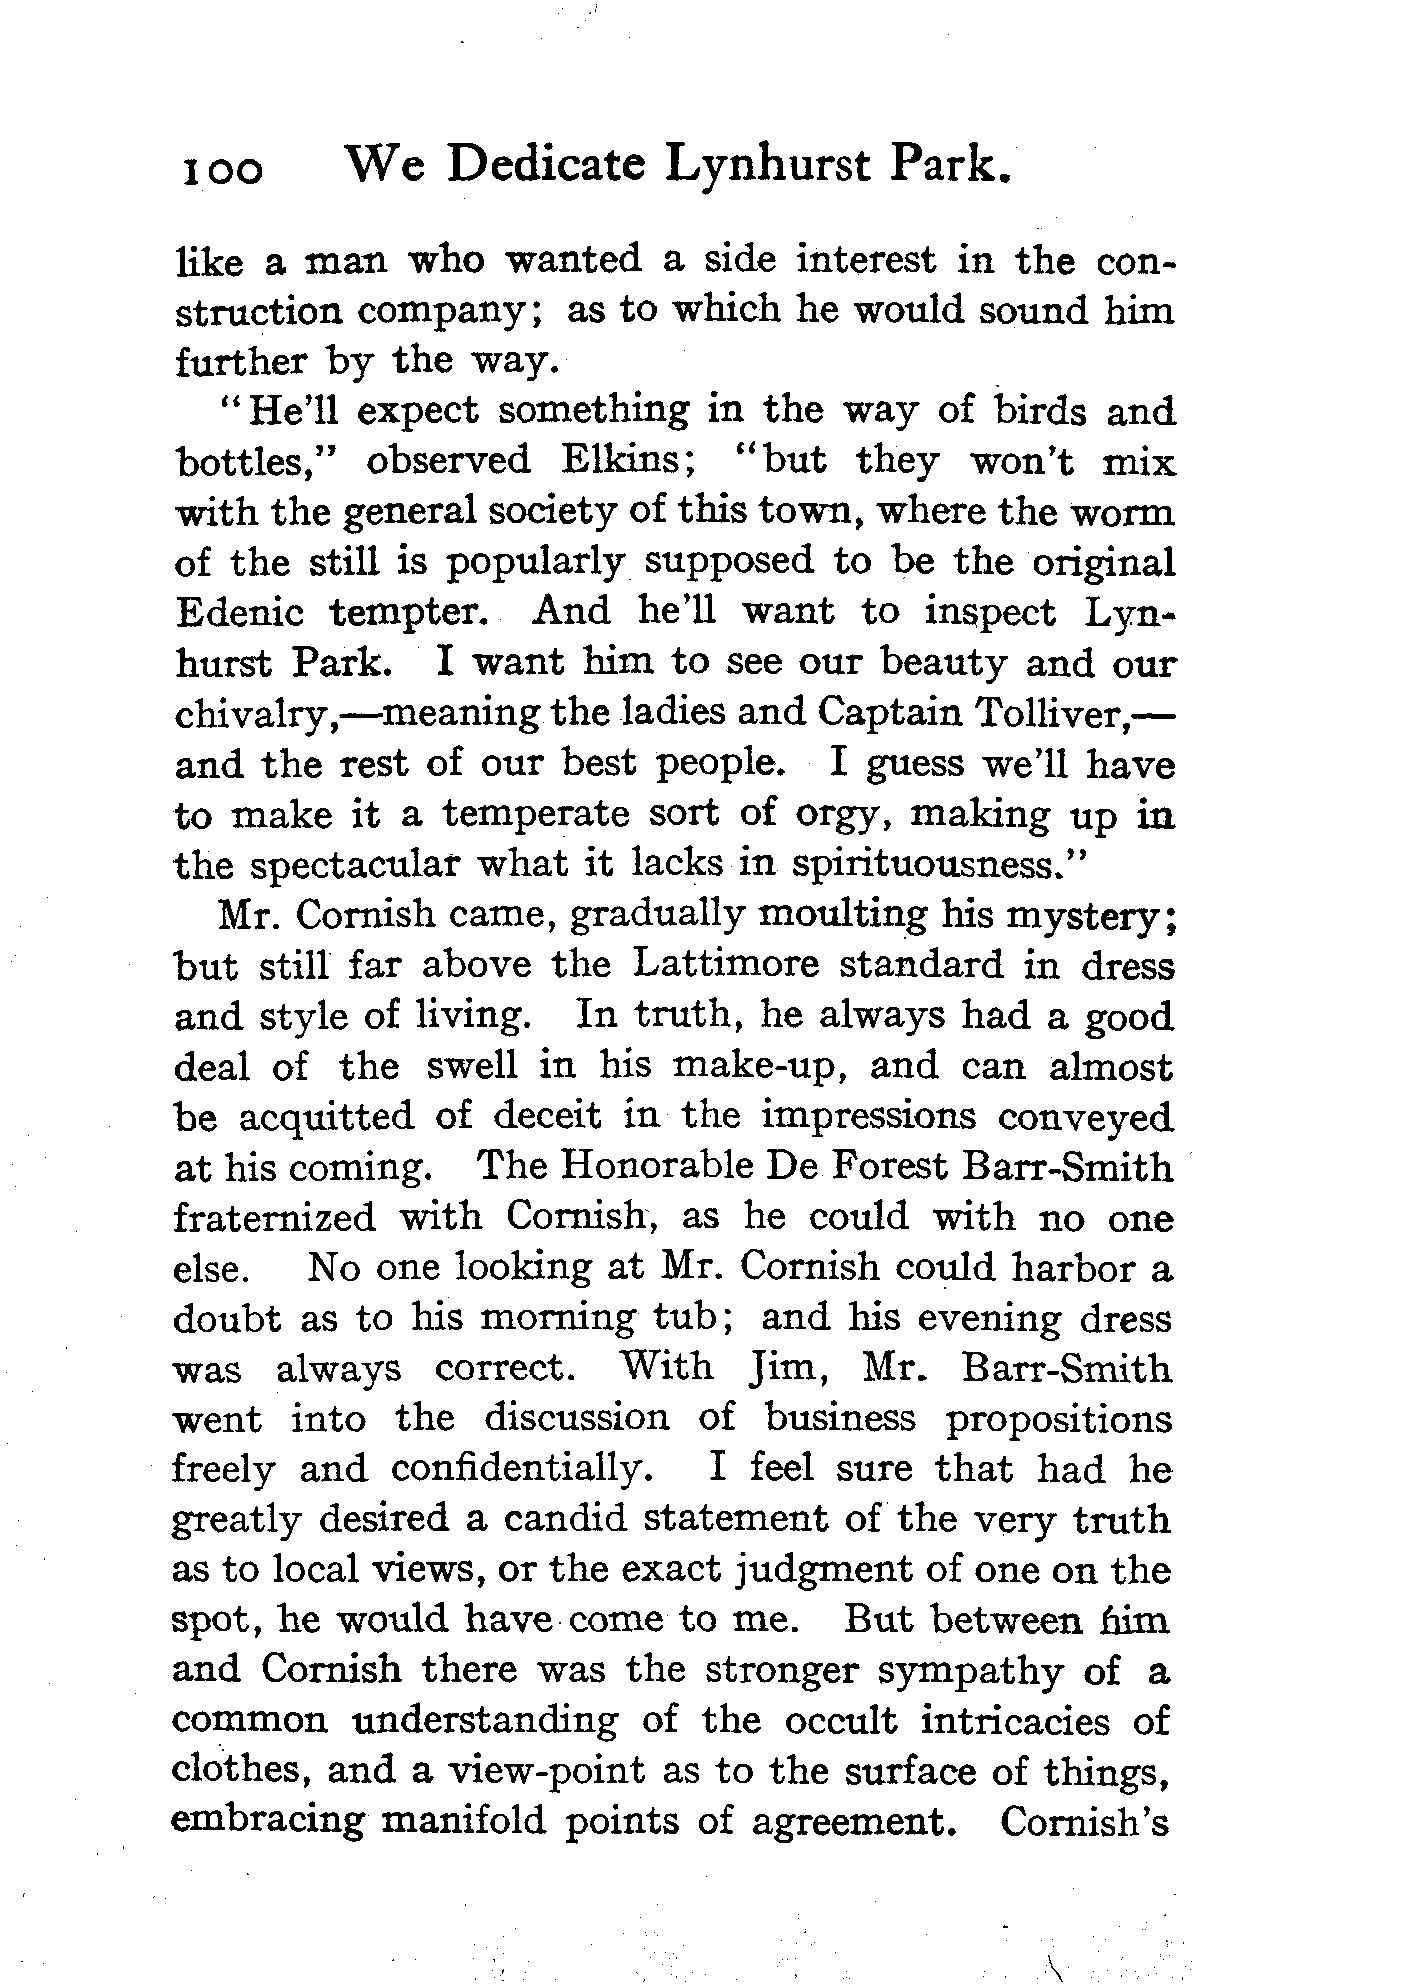 100 We Dedicate Lynhurst Park.
like a man who wanted a side interest in the con-
struction company; as to which he would sound him
further by the way.
"He'll expect something in the way of birds and
bottles," observed Elkins; "but they won't mix
with the general society of this town, where the worm
of the still is popularly supposed to be the original
Edenic tempter. And he'll want to inspect Lyn-
hurst Park. I want him to see our beauty and our
chivalry,—meaning the ladies and Captain Tolliver,—
and the rest of our best people. I guess we'll have
to make it a temperate sort of orgy, making up in
the spectacular what it lacks in spirituousness."
Mr. Cornish came, gradually moulting his mystery;
but still far above the Lattimore standard in dress
and style of living. In truth, he always had a good
deal of the swell in his make-up, and can almost
be acquitted of deceit in the impressions conveyed
at his coming. The Honorable De Forest Barr-Smith
fraternized with Cornish, as he could with no one
else. No one looking at Mr. Cornish could harbor a
doubt as to his morning tub; and his evening dress
was always correct. With Jim, Mr. Barr-Smith
went into the discussion of business propositions
freely and confidentially. I feel sure that had he
greatly desired a candid statement of the very truth
as to local views, or the exact judgment of one on the
spot, he would have come to me. But between him
and Cornish there was the stronger sympathy of a
common understanding of the occult intricacies of
clothes, and a view-point as to the surface of things,
embracing manifold points of agreement. Cornish's